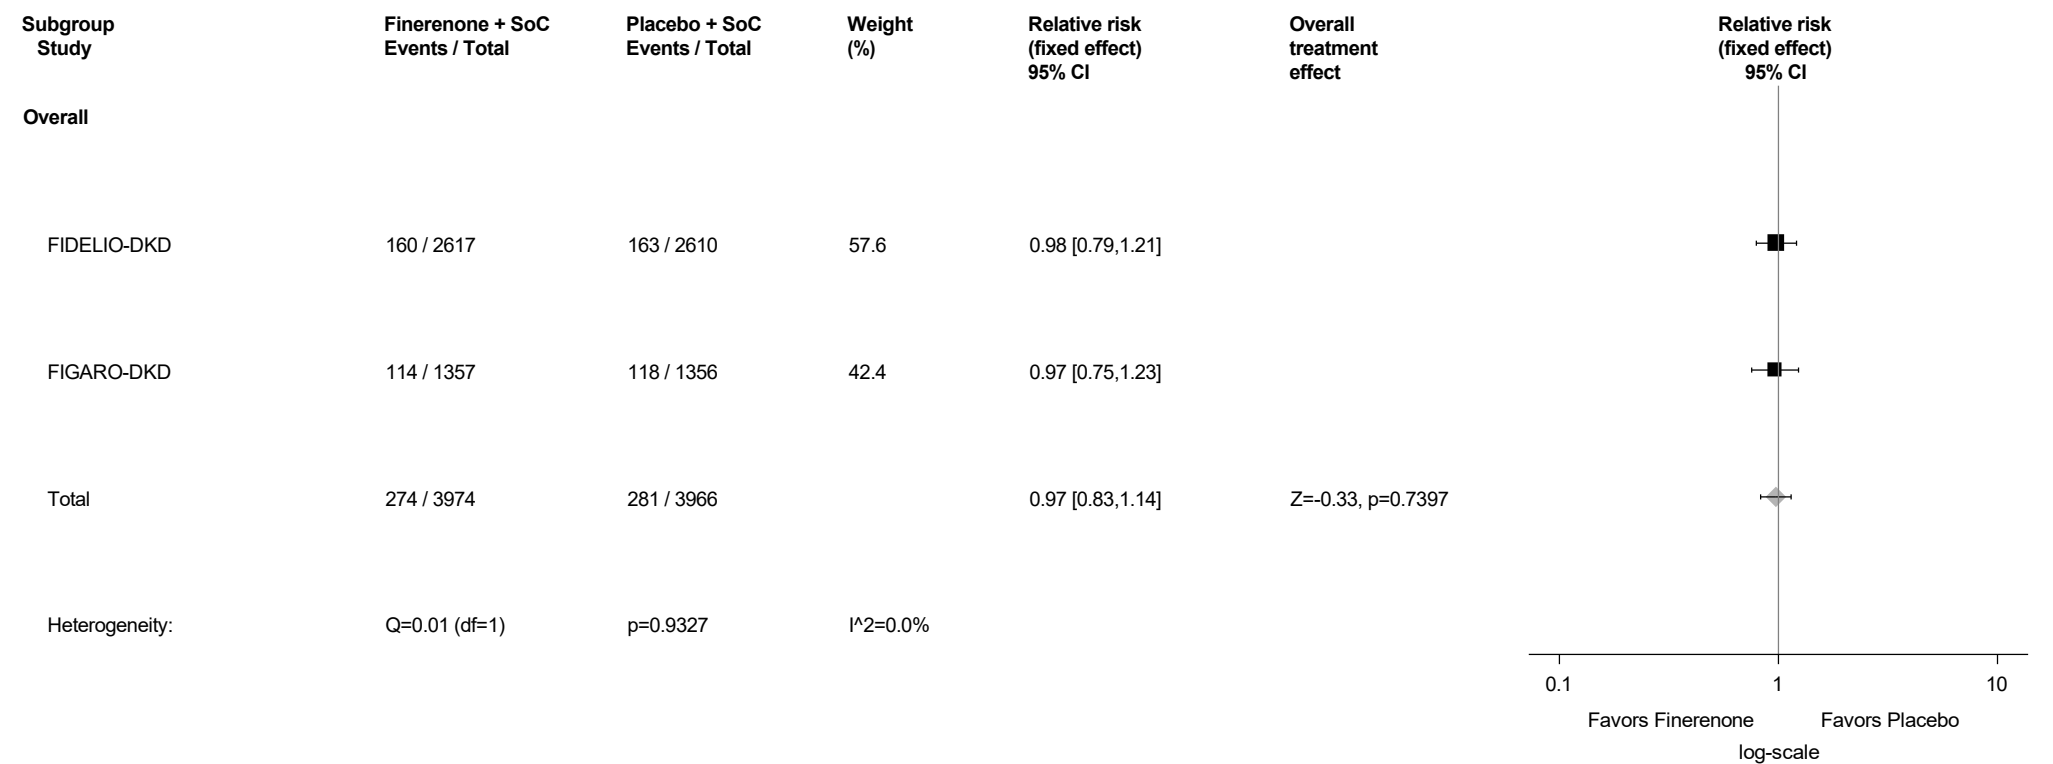 Subgroup Finerenone + SoC Placebo + SoC Weight Relative risk Overall Relative risk
Study Events / Total Events / Total (%) (fixed effect) treatment (fixed effect)
95% CI effect 95% CI
Overall
FIDELIO-DKD 160 / 2617 163 / 2610 57.6 0.98 [0.79,1.21]
FIGARO-DKD 114 / 1357 118 / 1356 42.4 0.97 [0.75,1.23]
Total 274 / 3974 281 / 3966 0.97 [0.83,1.14] Z=-0.33, p=0.7397
Heterogeneity: Q=0.01 (df=1) p=0.9327 I^2=0.0%
0.1 1 10
Favors Finerenone Favors Placebo
log-scale